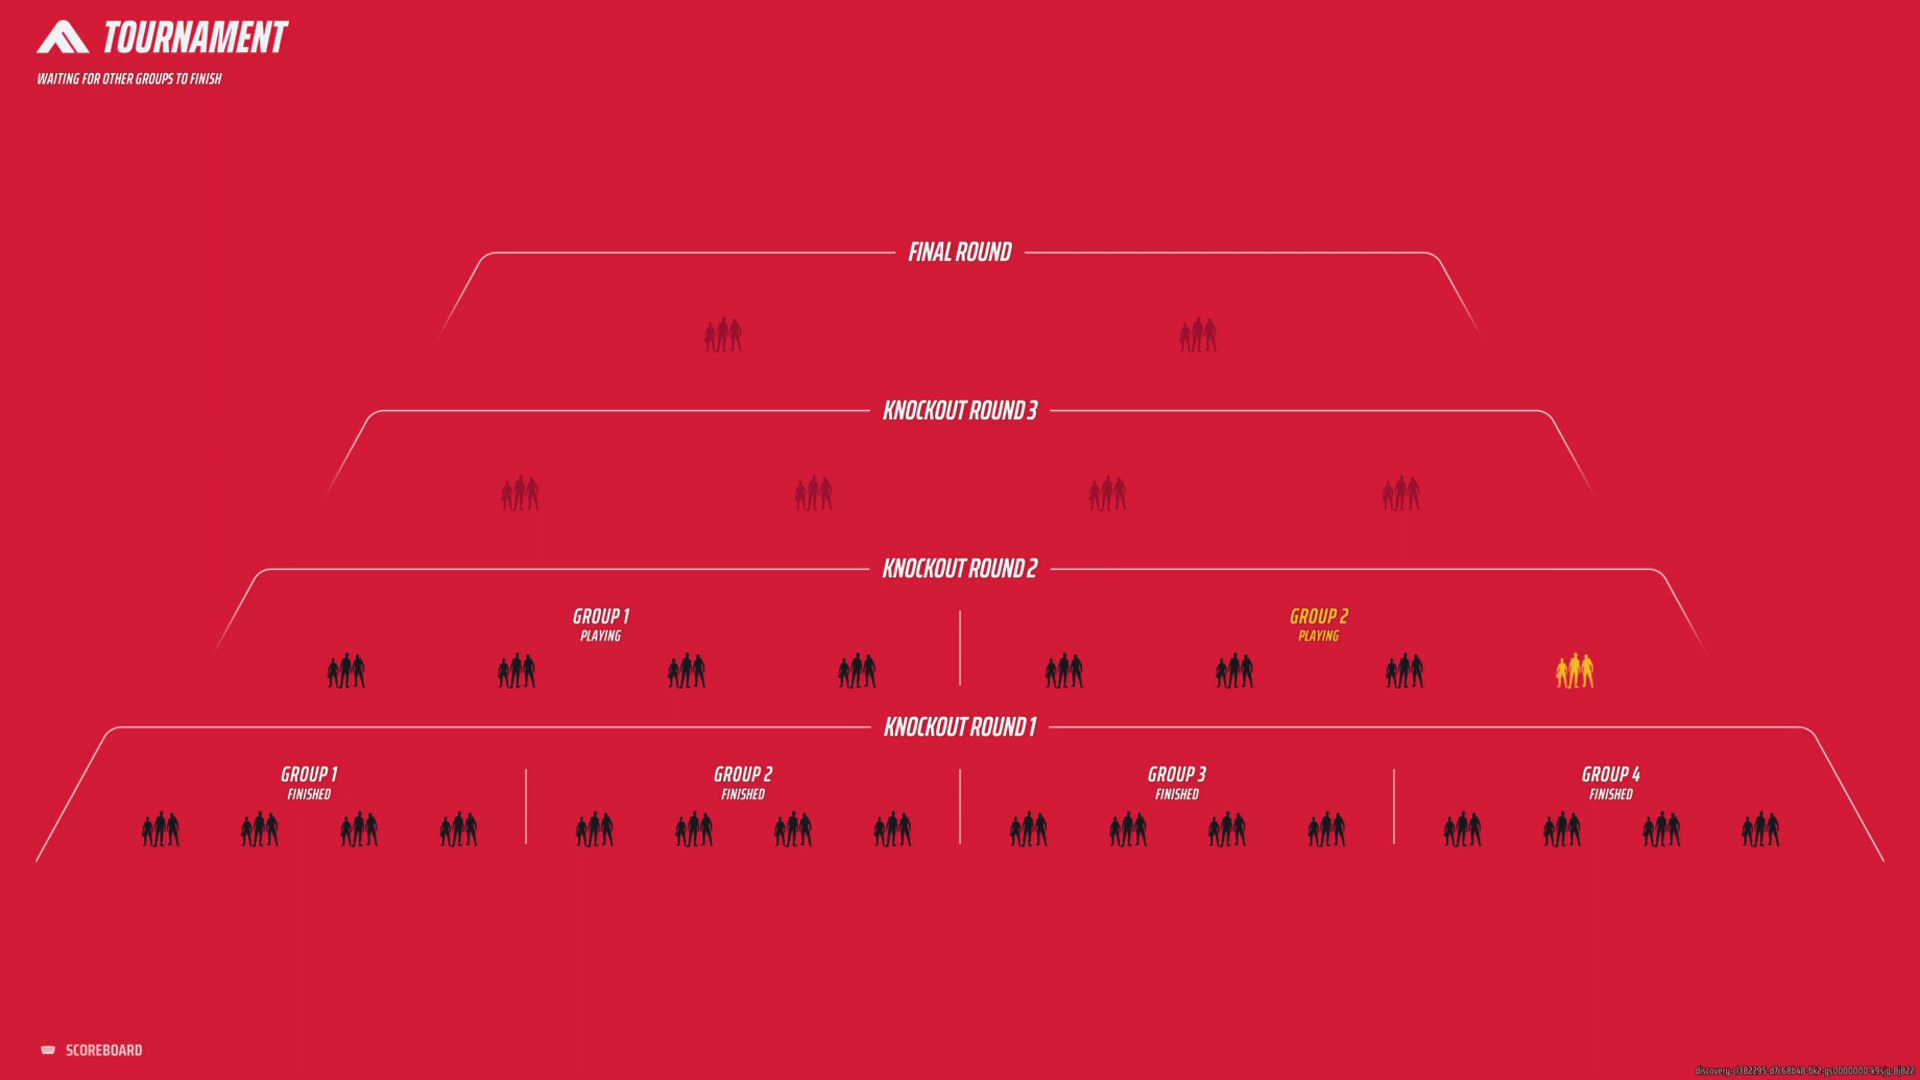 TOURNAMENT
WAITING FOR OTHER GROUPS TO FINISH
FINAL ROUND
KNOCKOUT ROUND 3
KNOCKOUT ROUND 2
GROUP 1
PLAYING
GROUP 2
PLAYING
KNOCKOUT ROUND 1
GROUP 1
FINISHED
GROUP 2
FINISHED
GROUP 3
FINISHED
GROUP 4
FINISHED
SCOREBOARD